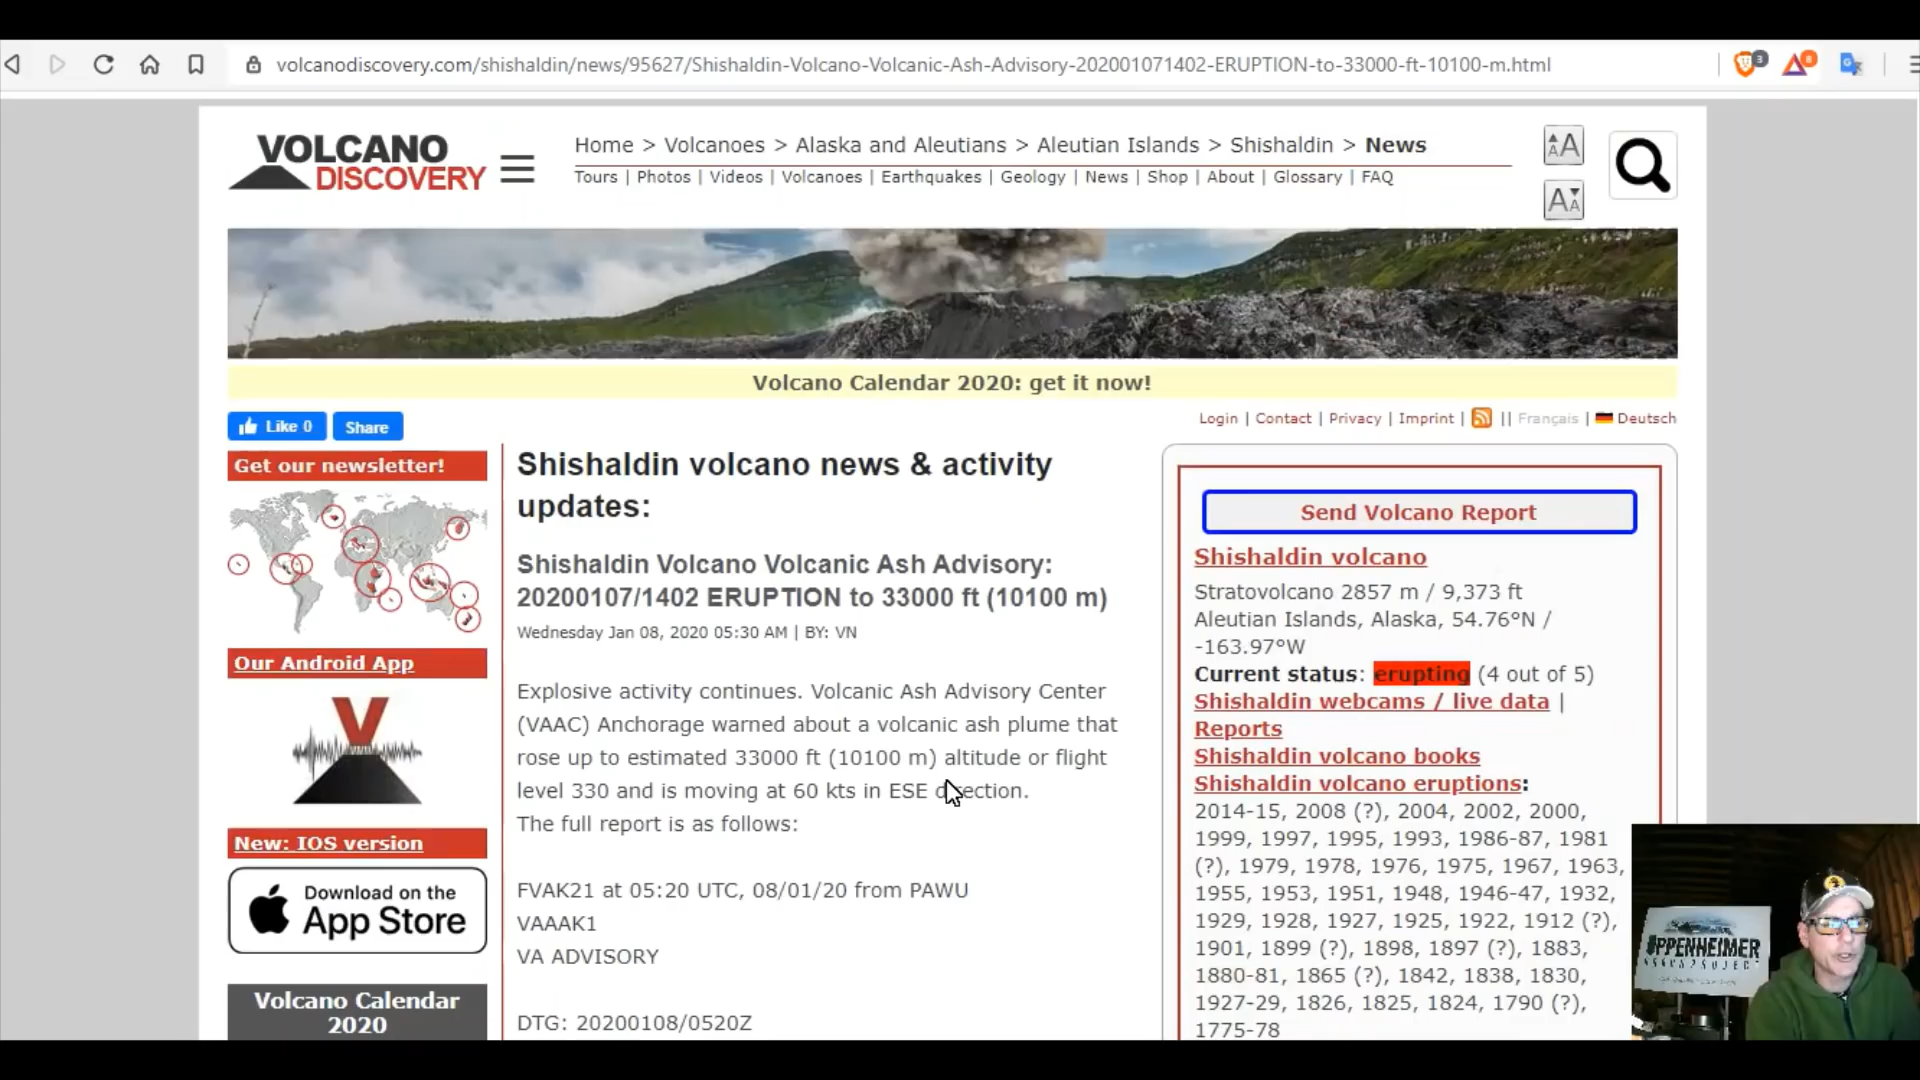 volcanodiscovery.com/shishaldin/news/95627/Shishaldin-Volcano-Volcanic-Ash-Advisory-202001071402-ERUPTION-to-33000-ft-10100-m.html
3
8
VOLCANO
DISCOVERY
Home > Volcanoes > Alaska and Aleutians > Aleutian Islands > Shishaldin > News
Tours | Photos | Videos | Volcanoes | Earthquakes | Geology | News | Shop | About | Glossary | FAQ
AA
AA
Volcano Calendar 2020: get it now!
Like 0
Share
Login | Contact | Privacy | Imprint | || Français | Deutsch
Get our newsletter!
Our Android App
New: IOS version
Download on the
App Store
Volcano Calendar
2020
Shishaldin volcano news & activity
updates:
Shishaldin Volcano Volcanic Ash Advisory:
20200107/1402 ERUPTION to 33000 ft (10100 m)
Wednesday Jan 08, 2020 05:30 AM | BY: VN
Explosive activity continues. Volcanic Ash Advisory Center
(VAAC) Anchorage warned about a volcanic ash plume that
rose up to estimated 33000 ft (10100 m) altitude or flight
level 330 and is moving at 60 kts in ESE direction.
The full report is as follows:
FVAK21 at 05:20 UTC, 08/01/20 from PAWU
VAAAK1
VA ADVISORY
DTG: 20200108/0520Z
Send Volcano Report
Shishaldin volcano
Stratovolcano 2857 m / 9,373 ft
Aleutian Islands, Alaska, 54.76°N /
-163.97°W
Current status: erupting (4 out of 5)
Shishaldin webcams / live data |
Reports
Shishaldin volcano books
Shishaldin volcano eruptions:
2014-15, 2008 (?), 2004, 2002, 2000,
1999, 1997, 1995, 1993, 1986-87, 1981
(?), 1979, 1978, 1976, 1975, 1967, 1963,
1955, 1953, 1951, 1948, 1946-47, 1932,
1929, 1928, 1927, 1925, 1922, 1912 (?),
1901, 1899 (?), 1898, 1897 (?), 1883,
1880-81, 1865 (?), 1842, 1838, 1830,
1927-29, 1826, 1825, 1824, 1790 (?),
1775-78
OPPENHEIMER